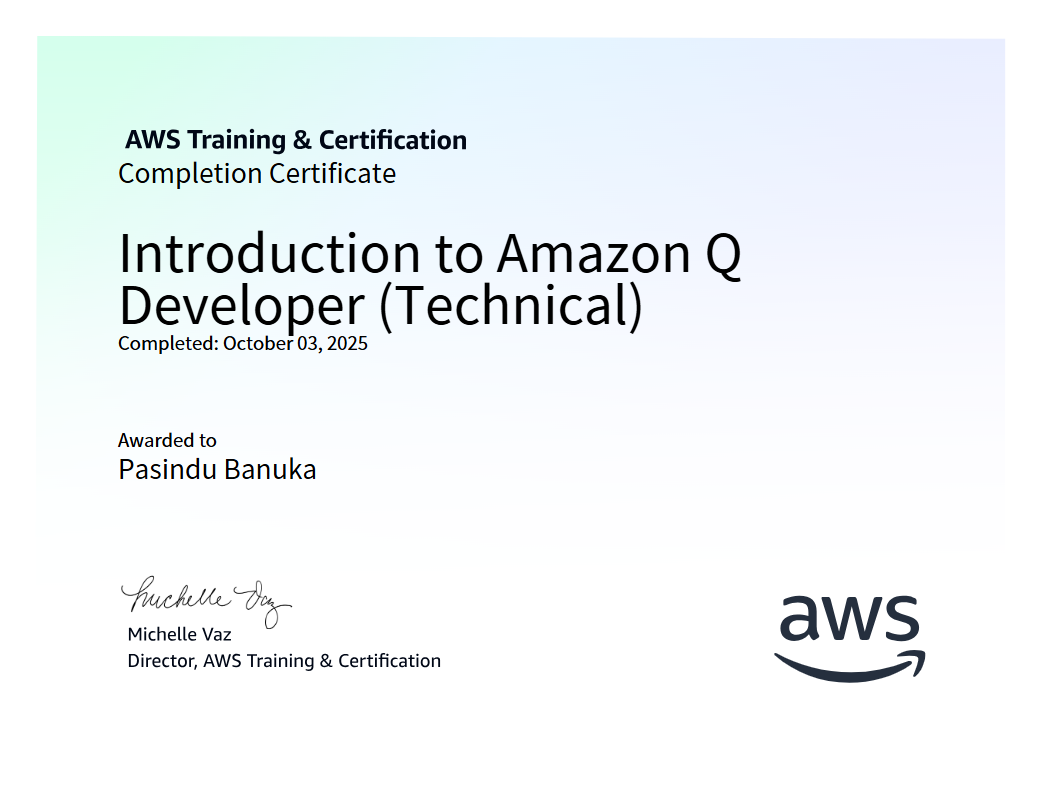 AWS Training & Certification
Completion Certificate
Introduction to Amazon Q
Developer (Technical)
Completed: October 03, 2025
Awarded to
Pasindu Banuka
Michelle Vaz
Michelle Vaz
Director, AWS Training & Certification
aws